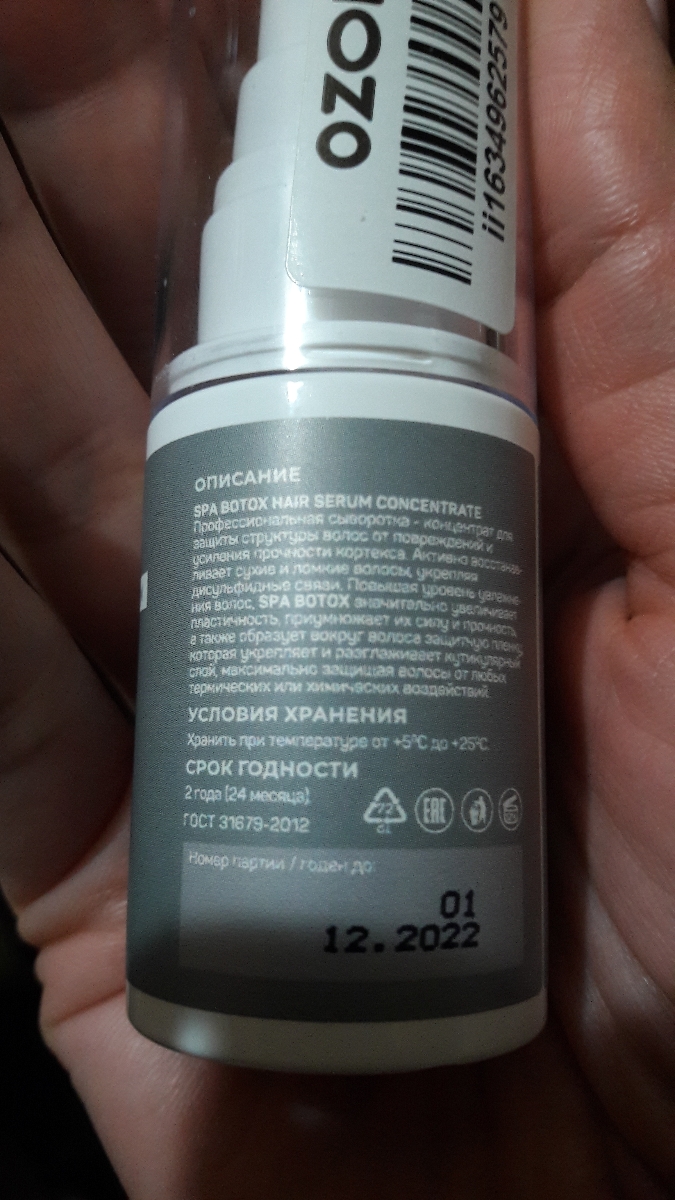 OZON
ii1634962579
ОПИСАНИЕ
SPA BOTOX HAIR SERUM CONCENTRATE
Профессиональная сыворотка - концентрат для
защиты структуры волос от повреждений и
усиления прочности кортекса. Активно восстанав-
ливает сухие и ломкие волосы, укрепляя
дисульфидные связи. Повышая уровень увлажне-
ния волос, SPA BOTOX значительно увеличивает
пластичность, приумножает их силу и прочность,
а также образует вокруг волоса защитную пленку,
которая укрепляет и разглаживает кутикулярный
слой, максимально защищая волосы от любых
термических или химических воздействий.
УСЛОВИЯ ХРАНЕНИЯ
Хранить при температуре от +5°C до +25°C.
СРОК ГОДНОСТИ
2 года (24 месяца).
ГОСТ 31679-2012
EAC
Номер партии / годен до:
01
12.2022